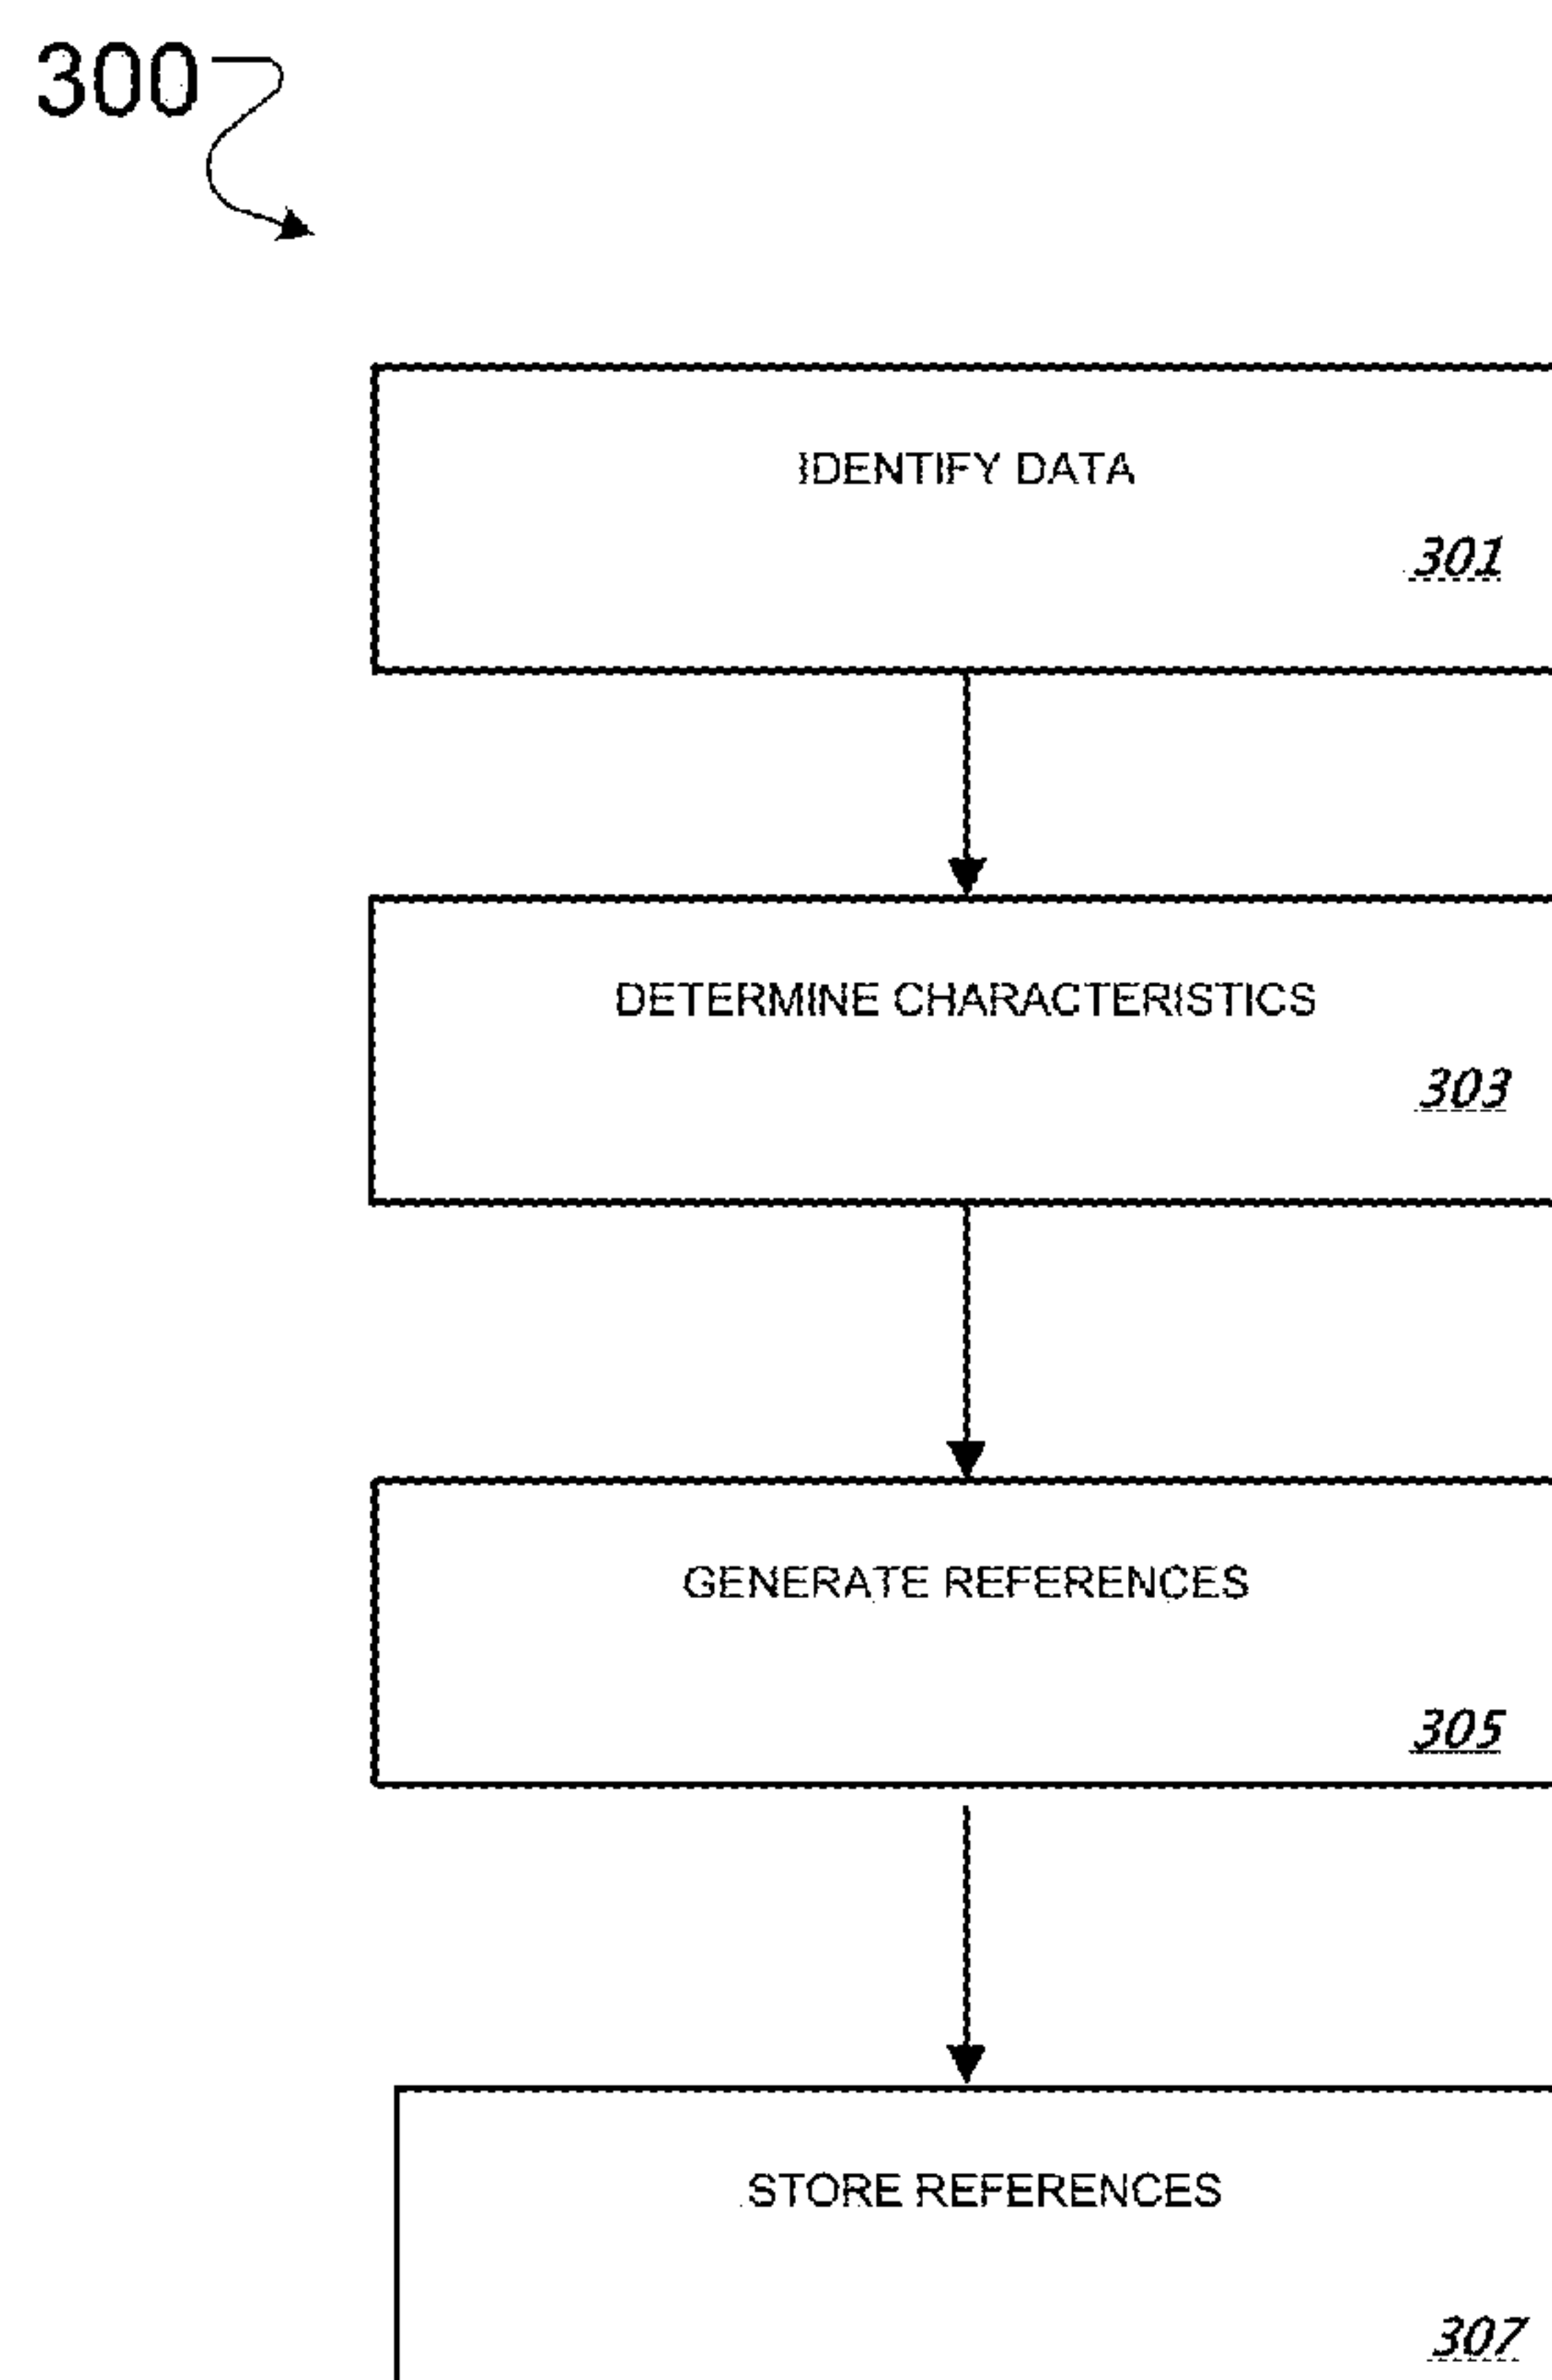 300
IDENTIFY DATA
301
DETERMINE CHARACTERISTICS
303
GENERATE REFERENCES
305
STORE REFERENCES
307